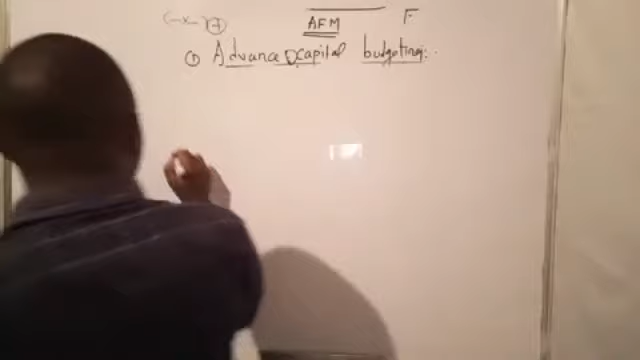 (-x-) + AFM F
① Advance capital budgeting:.